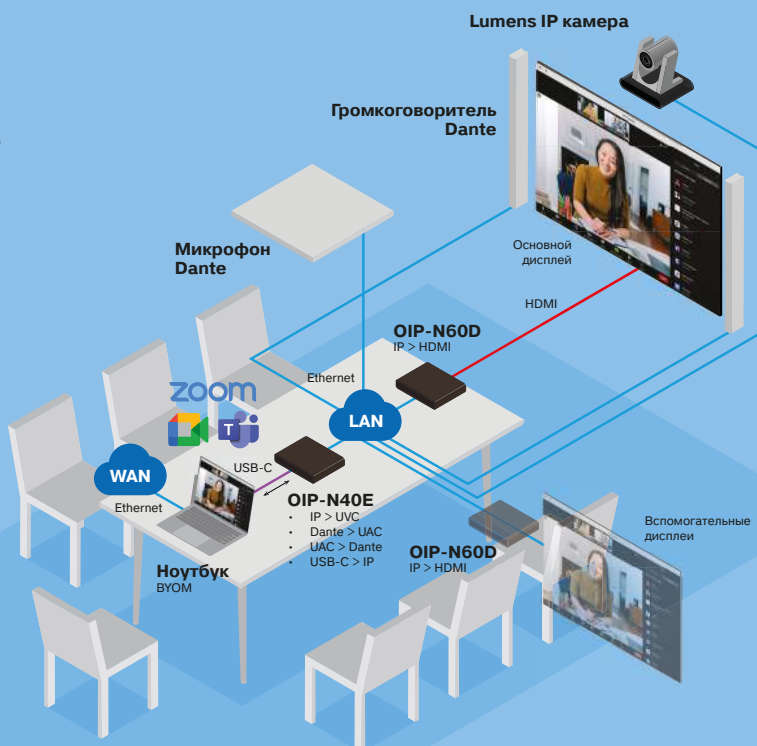 Lumens IP камера
Громкоговоритель
Dante
Микрофон
Dante
Основной
дисплей
HDMI
OIP-N60D
IP > HDMI
Ethernet
LAN
zoom
T
WAN
USB-C
Ethernet
OIP-N40E
• IP > UVC
• Dante > UAC
• UAC > Dante
• USB-C > IP
Ноутбук
BYOM
OIP-N60D
IP > HDMI
Вспомогательные
дисплеи